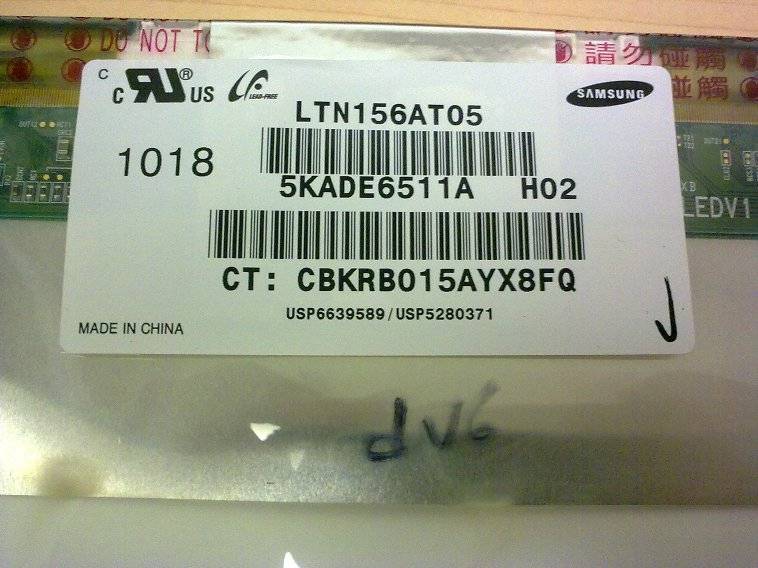 DO NOT T
請勿碰觸
碰觸
C
C US ®
LEAD-FREE
SAMSUNG
LTN156AT05
1018
5KADE6511A H02
CT: CBKRB015AYX8FQ
USP6639589/USP5280371
MADE IN CHINA
LEDV1
dv6